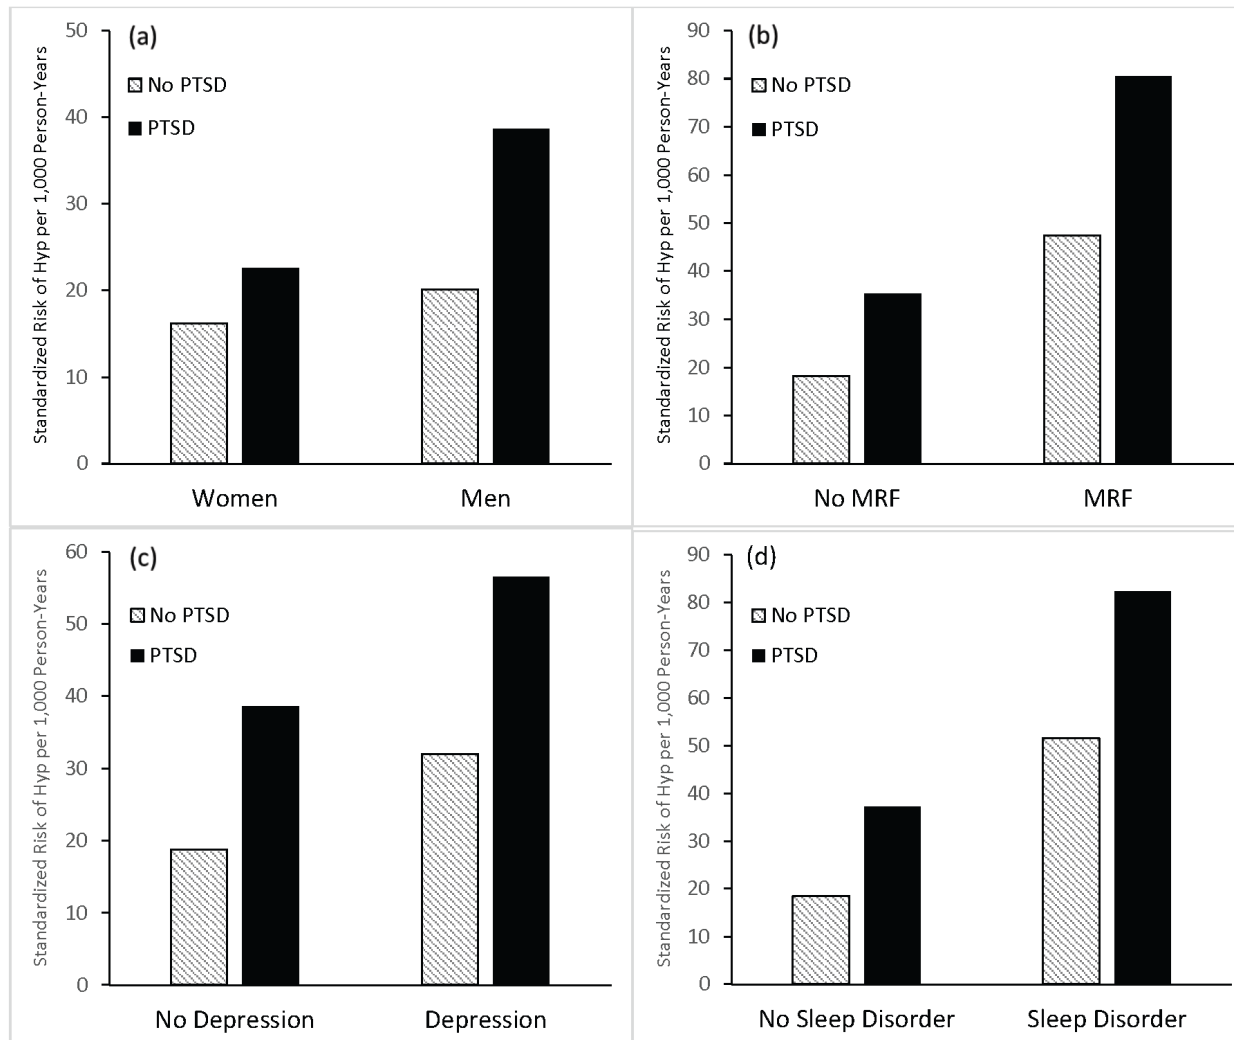 (a)
Standardized Risk of Hyp per 1,000 Person-Years
50
40
30
20
10
0
No PTSD
PTSD
Women Men
(b)
Standardized Risk of Hyp per 1,000 Person-Years
90
80
70
60
50
40
30
20
10
0
No PTSD
PTSD
No MRF MRF
(c)
Standardized Risk of Hyp per 1,000 Person-Years
60
50
40
30
20
10
0
No PTSD
PTSD
No Depression Depression
(d)
Standardized Risk of Hyp per 1,000 Person-Years
90
80
70
60
50
40
30
20
10
0
No PTSD
PTSD
No Sleep Disorder Sleep Disorder